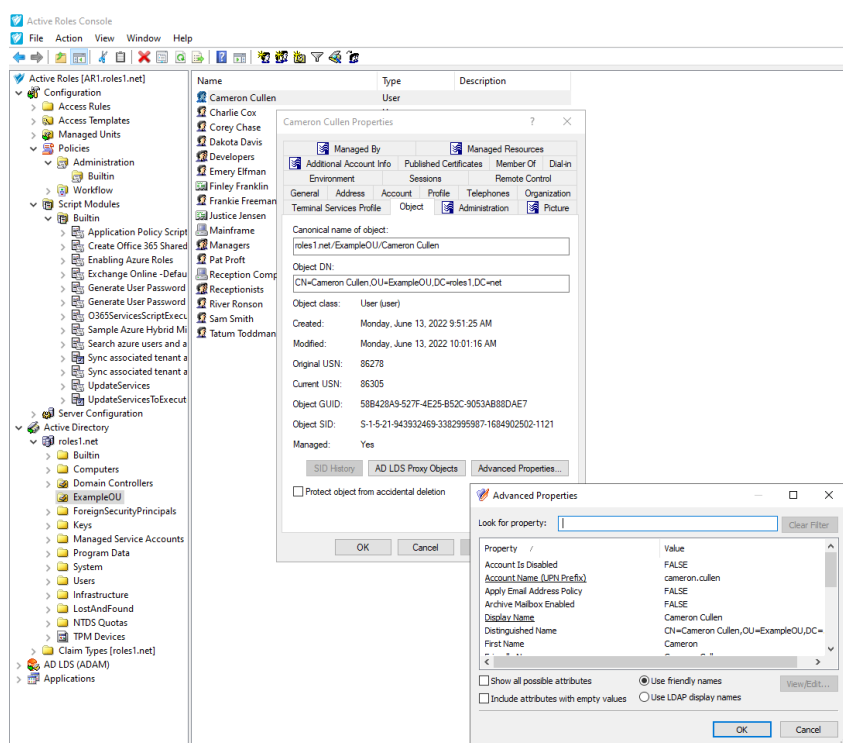 Active Roles Console
File Action View Window Help
Active Roles [AR1.roles1.net]
Configuration
Access Rules
Access Templates
Managed Units
Policies
Administration
Builtin
Workflow
Script Modules
Builtin
Application Policy Script
Create Office 365 Shared
Enabling Azure Roles
Exchange Online -Defau
Generate User Password
Generate User Password
O365ServicesScriptExecu
Sample Azure Hybrid Mi
Search azure users and a
Sync associated tenant a
Sync associated tenant a
UpdateServices
UpdateServicesToExecut
Server Configuration
Active Directory
roles1.net
Builtin
Computers
Domain Controllers
ExampleOU
ForeignSecurityPrincipals
Keys
Managed Service Accounts
Program Data
System
Users
Infrastructure
LostAndFound
NTDS Quotas
TPM Devices
Claim Types [roles1.net]
AD LDS (ADAM)
Applications
Name Type Description
Cameron Cullen User
Charlie Cox
Corey Chase
Dakota Davis
Developers
Emery Elfman
Finley Franklin
Frankie Freeman
Justice Jensen
Mainframe
Managers
Pat Proft
Reception Comp
Receptionists
River Ronson
Sam Smith
Tatum Toddman
Cameron Cullen Properties ?
Managed By Managed Resources
Additional Account Info Published Certificates Member Of Dial-in
Environment Sessions Remote Control
General Address Account Profile Telephones Organization
Terminal Services Profile Object Administration Picture
Canonical name of object:
roles1.net/ExampleOU/Cameron Cullen
Object DN:
CN=Cameron Cullen,OU=ExampleOU,DC=roles1,DC=net
Object class: User (user)
Created: Monday, June 13, 2022 9:51:25 AM
Modified: Monday, June 13, 2022 10:01:16 AM
Original USN: 86278
Current USN: 86305
Object GUID: 58B428A9-527F-4E25-B52C-9053AB88DAE7
Object SID: S-1-5-21-943932469-3382995987-1684902502-1121
Managed: Yes
SID History AD LDS Proxy Objects Advanced Properties...
Protect object from accidental deletion
OK Cancel
Advanced Properties
Look for property: Clear Filter
Property / Value
Account Is Disabled FALSE
Account Name (UPN Prefix) cameron.cullen
Apply Email Address Policy FALSE
Archive Mailbox Enabled FALSE
Display Name Cameron Cullen
Distinguished Name CN=Cameron Cullen,OU=ExampleOU,DC=
First Name Cameron
Show all possible attributes Use friendly names View/Edit...
Include attributes with empty values Use LDAP display names
OK Cancel